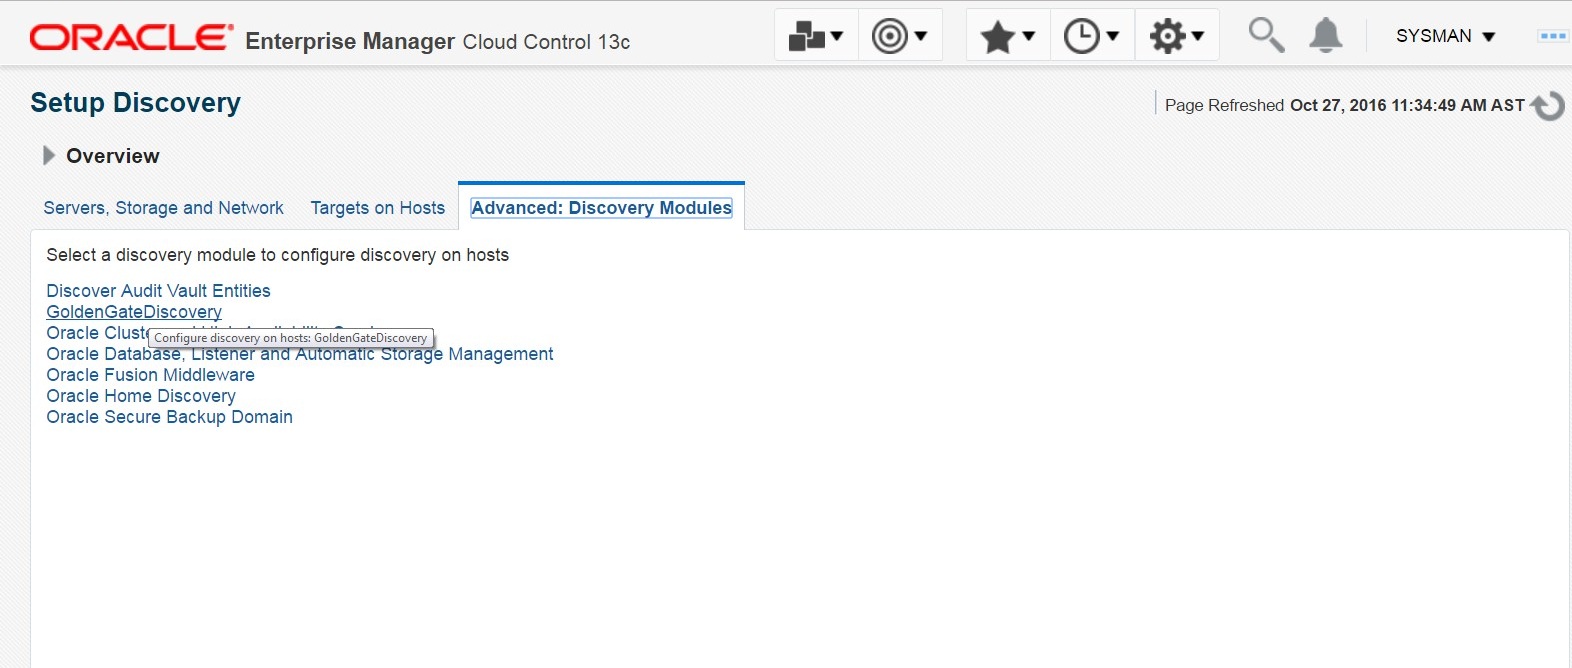 ORACLE Enterprise Manager Cloud Control 13c
SYSMAN
Setup Discovery
Page Refreshed Oct 27, 2016 11:34:49 AM AST
Overview
Servers, Storage and Network Targets on Hosts Advanced: Discovery Modules
Select a discovery module to configure discovery on hosts
Discover Audit Vault Entities
GoldenGateDiscovery
Oracle
Configure discovery on hosts: GoldenGateDiscovery
Oracle Database, Listener and Automatic Storage Management
Oracle Fusion Middleware
Oracle Home Discovery
Oracle Secure Backup Domain